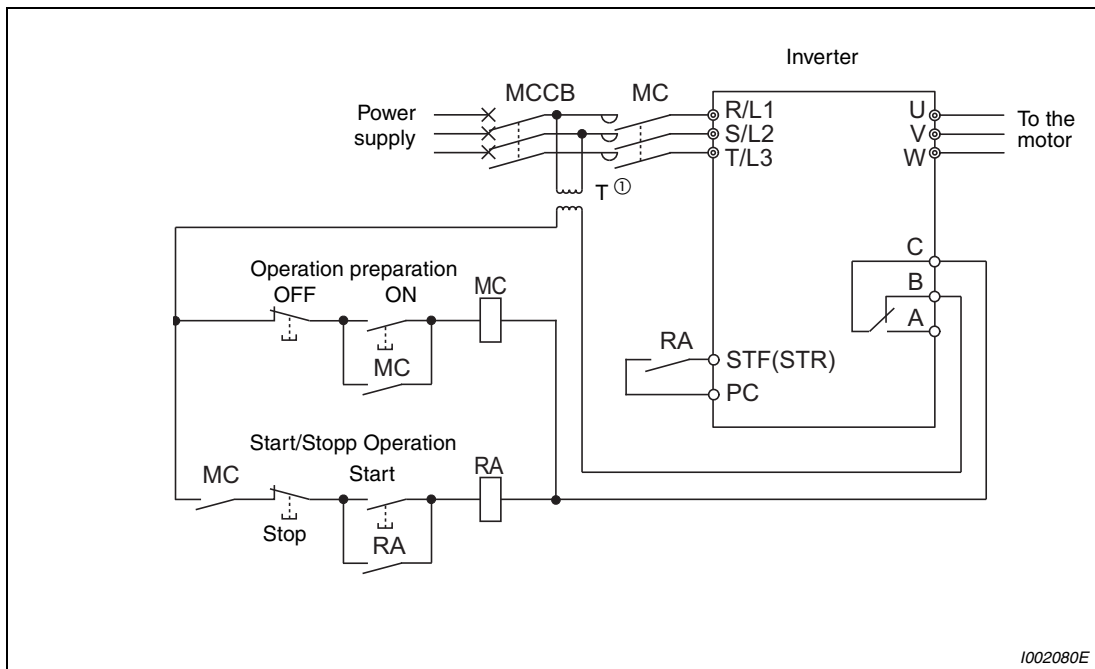 Inverter
MCCB
MC
Power
supply
R/L1
S/L2
T/L3
U
V
W
To the
motor
T ①
C
B
A
Operation preparation
OFF
ON
MC
MC
RA
STF(STR)
PC
Start/Stopp Operation
MC
Start
RA
Stop
RA
I002080E